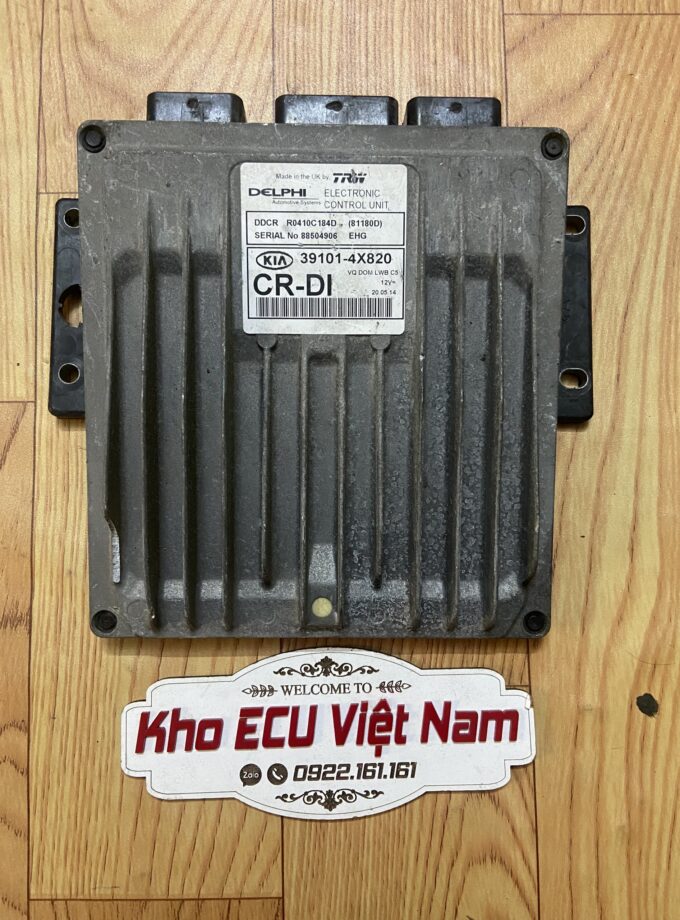 Made in the UK by TRW
DELPHI ELECTRONIC
Automotive Systems CONTROL UNIT
DDCR R0410C184D (81180D)
SERIAL No 88504906 EHG
KIA 39101-4X820
VQ DOM LWB C5
CR-DI 12V=
20.05.14
WELCOME TO
Kho ECU Việt Nam
Zalo 0922.161.161